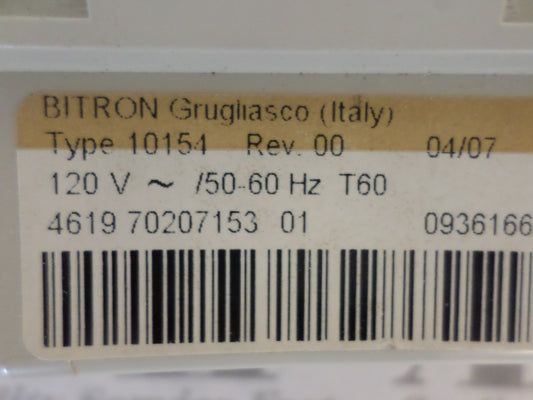 BITRON Grugliasco (Italy)
Type 10154 Rev. 00 04/07
120 V ~ /50-60 Hz T60
4619 70207153 01 0936166